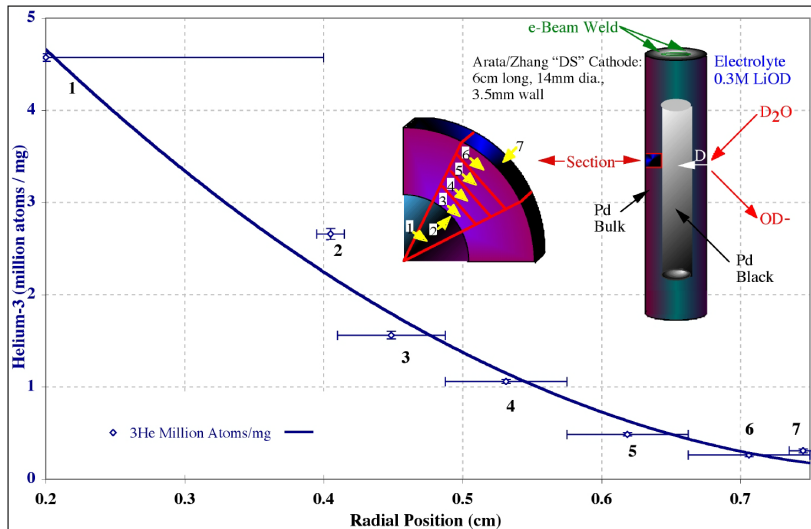 5
4
3
2
1
0
Helium-3 (million atoms / mg)
0.2
0.3
0.4
0.5
0.6
0.7
Radial Position (cm)
1
2
3
4
5
6
7
3He Million Atoms/mg
e-Beam Weld
Arata/Zhang “DS” Cathode:
6cm long, 14mm dia.,
3.5mm wall
Electrolyte
0.3M LiOD
D2O
D
OD-
Section
Pd
Bulk
Pd
Black
7
6
5
4
3
2
1